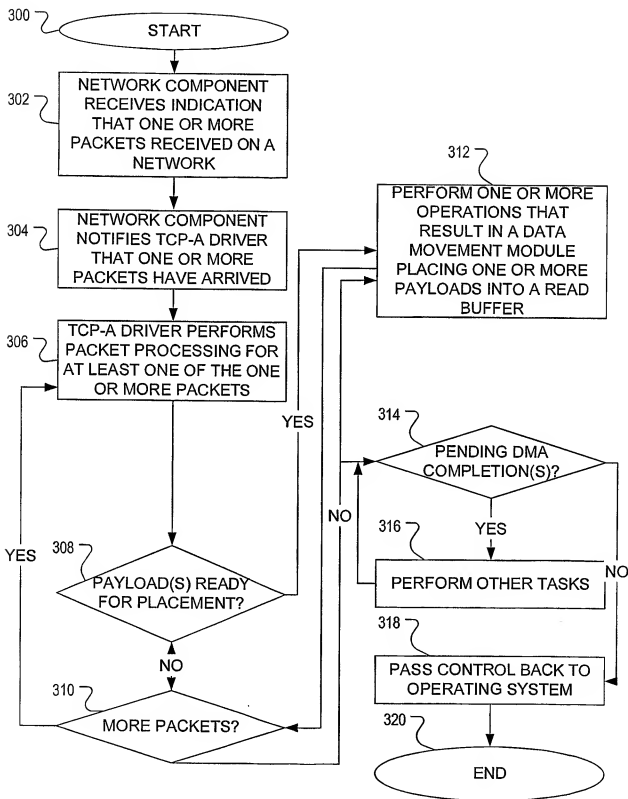 300
START
302
NETWORK COMPONENT
RECEIVES INDICATION
THAT ONE OR MORE
PACKETS RECEIVED ON A
NETWORK
304
NETWORK COMPONENT
NOTIFIES TCP-A DRIVER
THAT ONE OR MORE
PACKETS HAVE ARRIVED
306
TCP-A DRIVER PERFORMS
PACKET PROCESSING FOR
AT LEAST ONE OF THE ONE
OR MORE PACKETS
YES
308
PAYLOAD(S) READY
FOR PLACEMENT?
YES
NO
310
MORE PACKETS?
NO
312
PERFORM ONE OR MORE
OPERATIONS THAT
RESULT IN A DATA
MOVEMENT MODULE
PLACING ONE OR MORE
PAYLOADS INTO A READ
BUFFER
314
PENDING DMA
COMPLETION(S)?
YES
NO
316
PERFORM OTHER TASKS
318
PASS CONTROL BACK TO
OPERATING SYSTEM
320
END